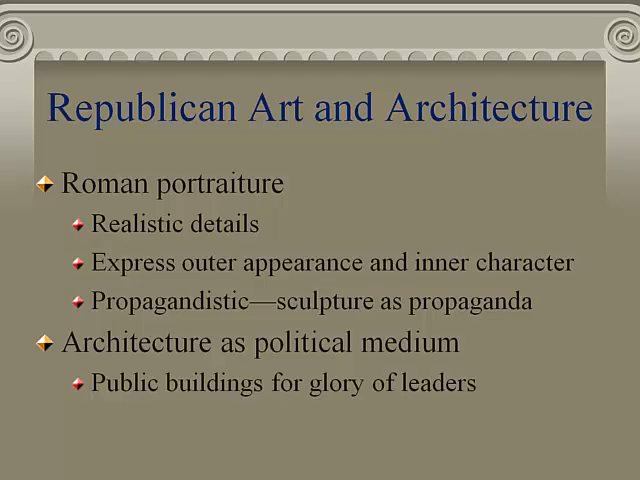 Republican Art and Architecture
Roman portraiture
Realistic details
Express outer appearance and inner character
Propagandistic—sculpture as propaganda
Architecture as political medium
Public buildings for glory of leaders